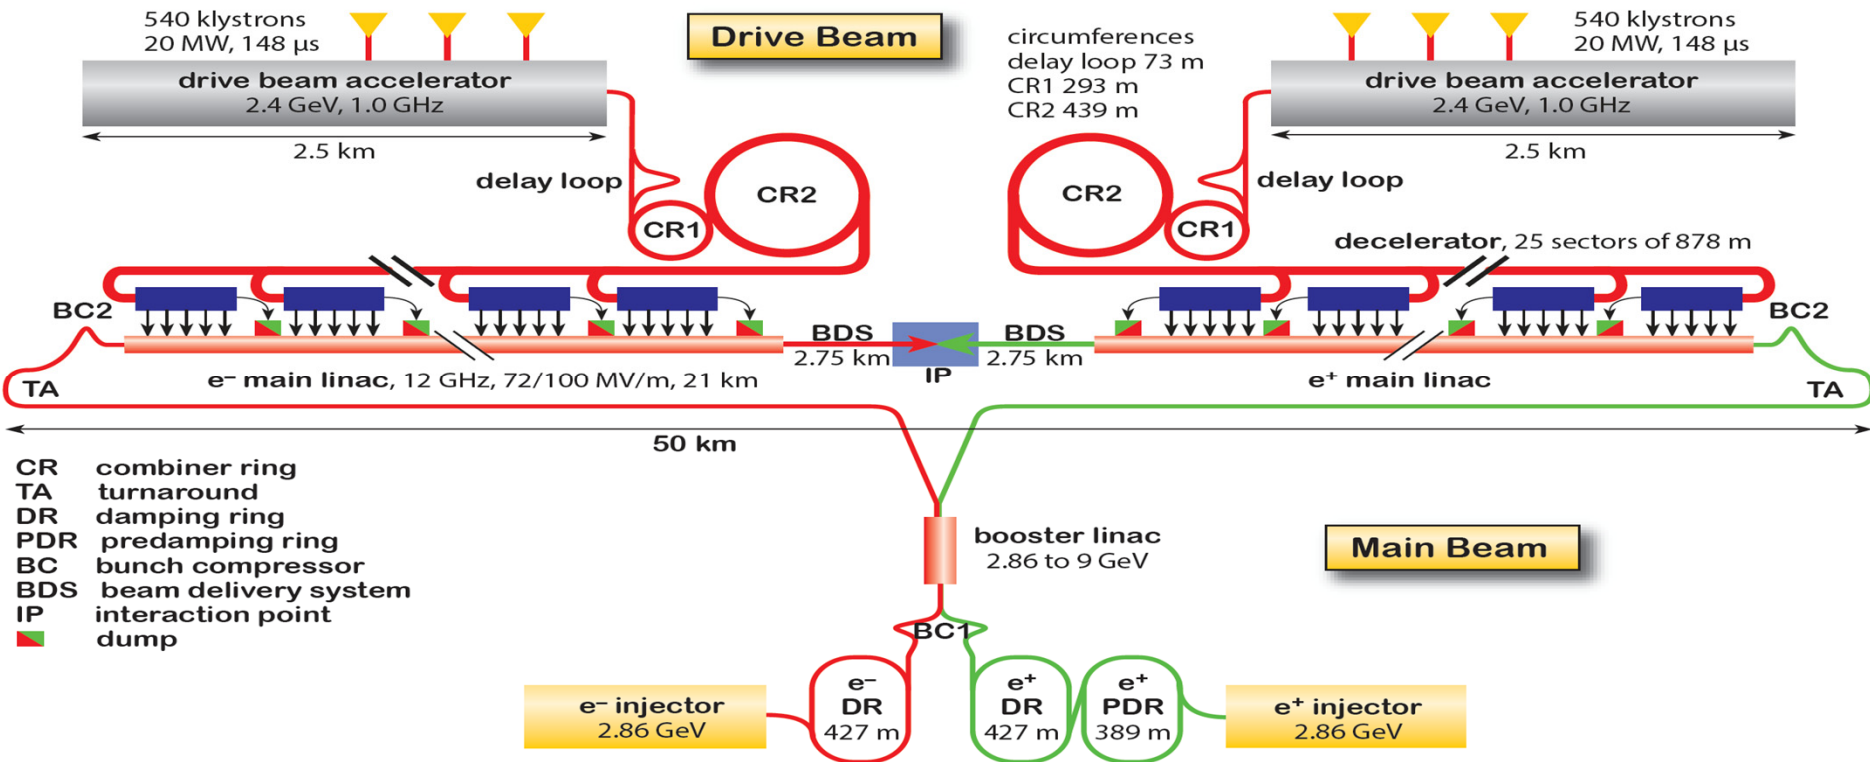 540 klystrons
20 MW, 148 µs
drive beam accelerator
2.4 GeV, 1.0 GHz
2.5 km
Drive Beam
circumferences
delay loop 73 m
CR1 293 m
CR2 439 m
540 klystrons
20 MW, 148 µs
drive beam accelerator
2.4 GeV, 1.0 GHz
2.5 km
delay loop
CR1
CR2
CR2
CR1
delay loop
decelerator, 25 sectors of 878 m
BC2
BC2
BDS
2.75 km
IP
BDS
2.75 km
TA
e⁻ main linac, 12 GHz, 72/100 MV/m, 21 km
e⁺ main linac
TA
50 km
CR combiner ring
TA turnaround
DR damping ring
PDR predamping ring
BC bunch compressor
BDS beam delivery system
IP interaction point
dump
booster linac
2.86 to 9 GeV
Main Beam
BC1
e⁻ injector
2.86 GeV
e⁻
DR
427 m
e⁺
DR
427 m
e⁺
PDR
389 m
e⁺ injector
2.86 GeV